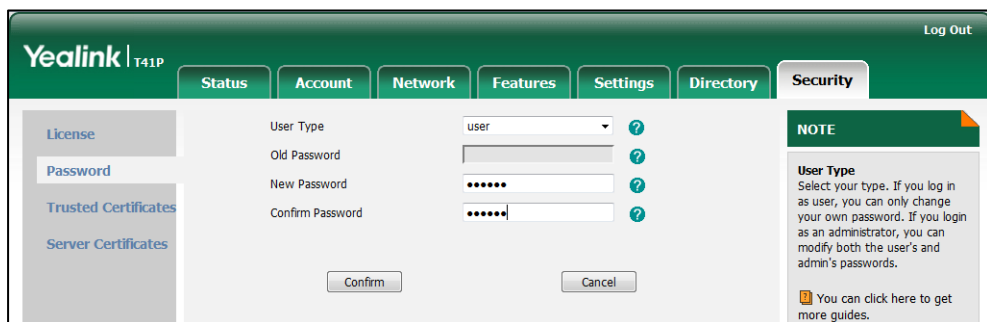 Log Out
Yealink | T41P
Status Account Network Features Settings Directory Security
License
Password
Trusted Certificates
Server Certificates
User Type user
Old Password
New Password ••••••
Confirm Password ••••••
Confirm Cancel
NOTE
User Type
Select your type. If you log in
as user, you can only change
your own password. If you login
as an administrator, you can
modify both the user's and
admin's passwords.
You can click here to get
more guides.